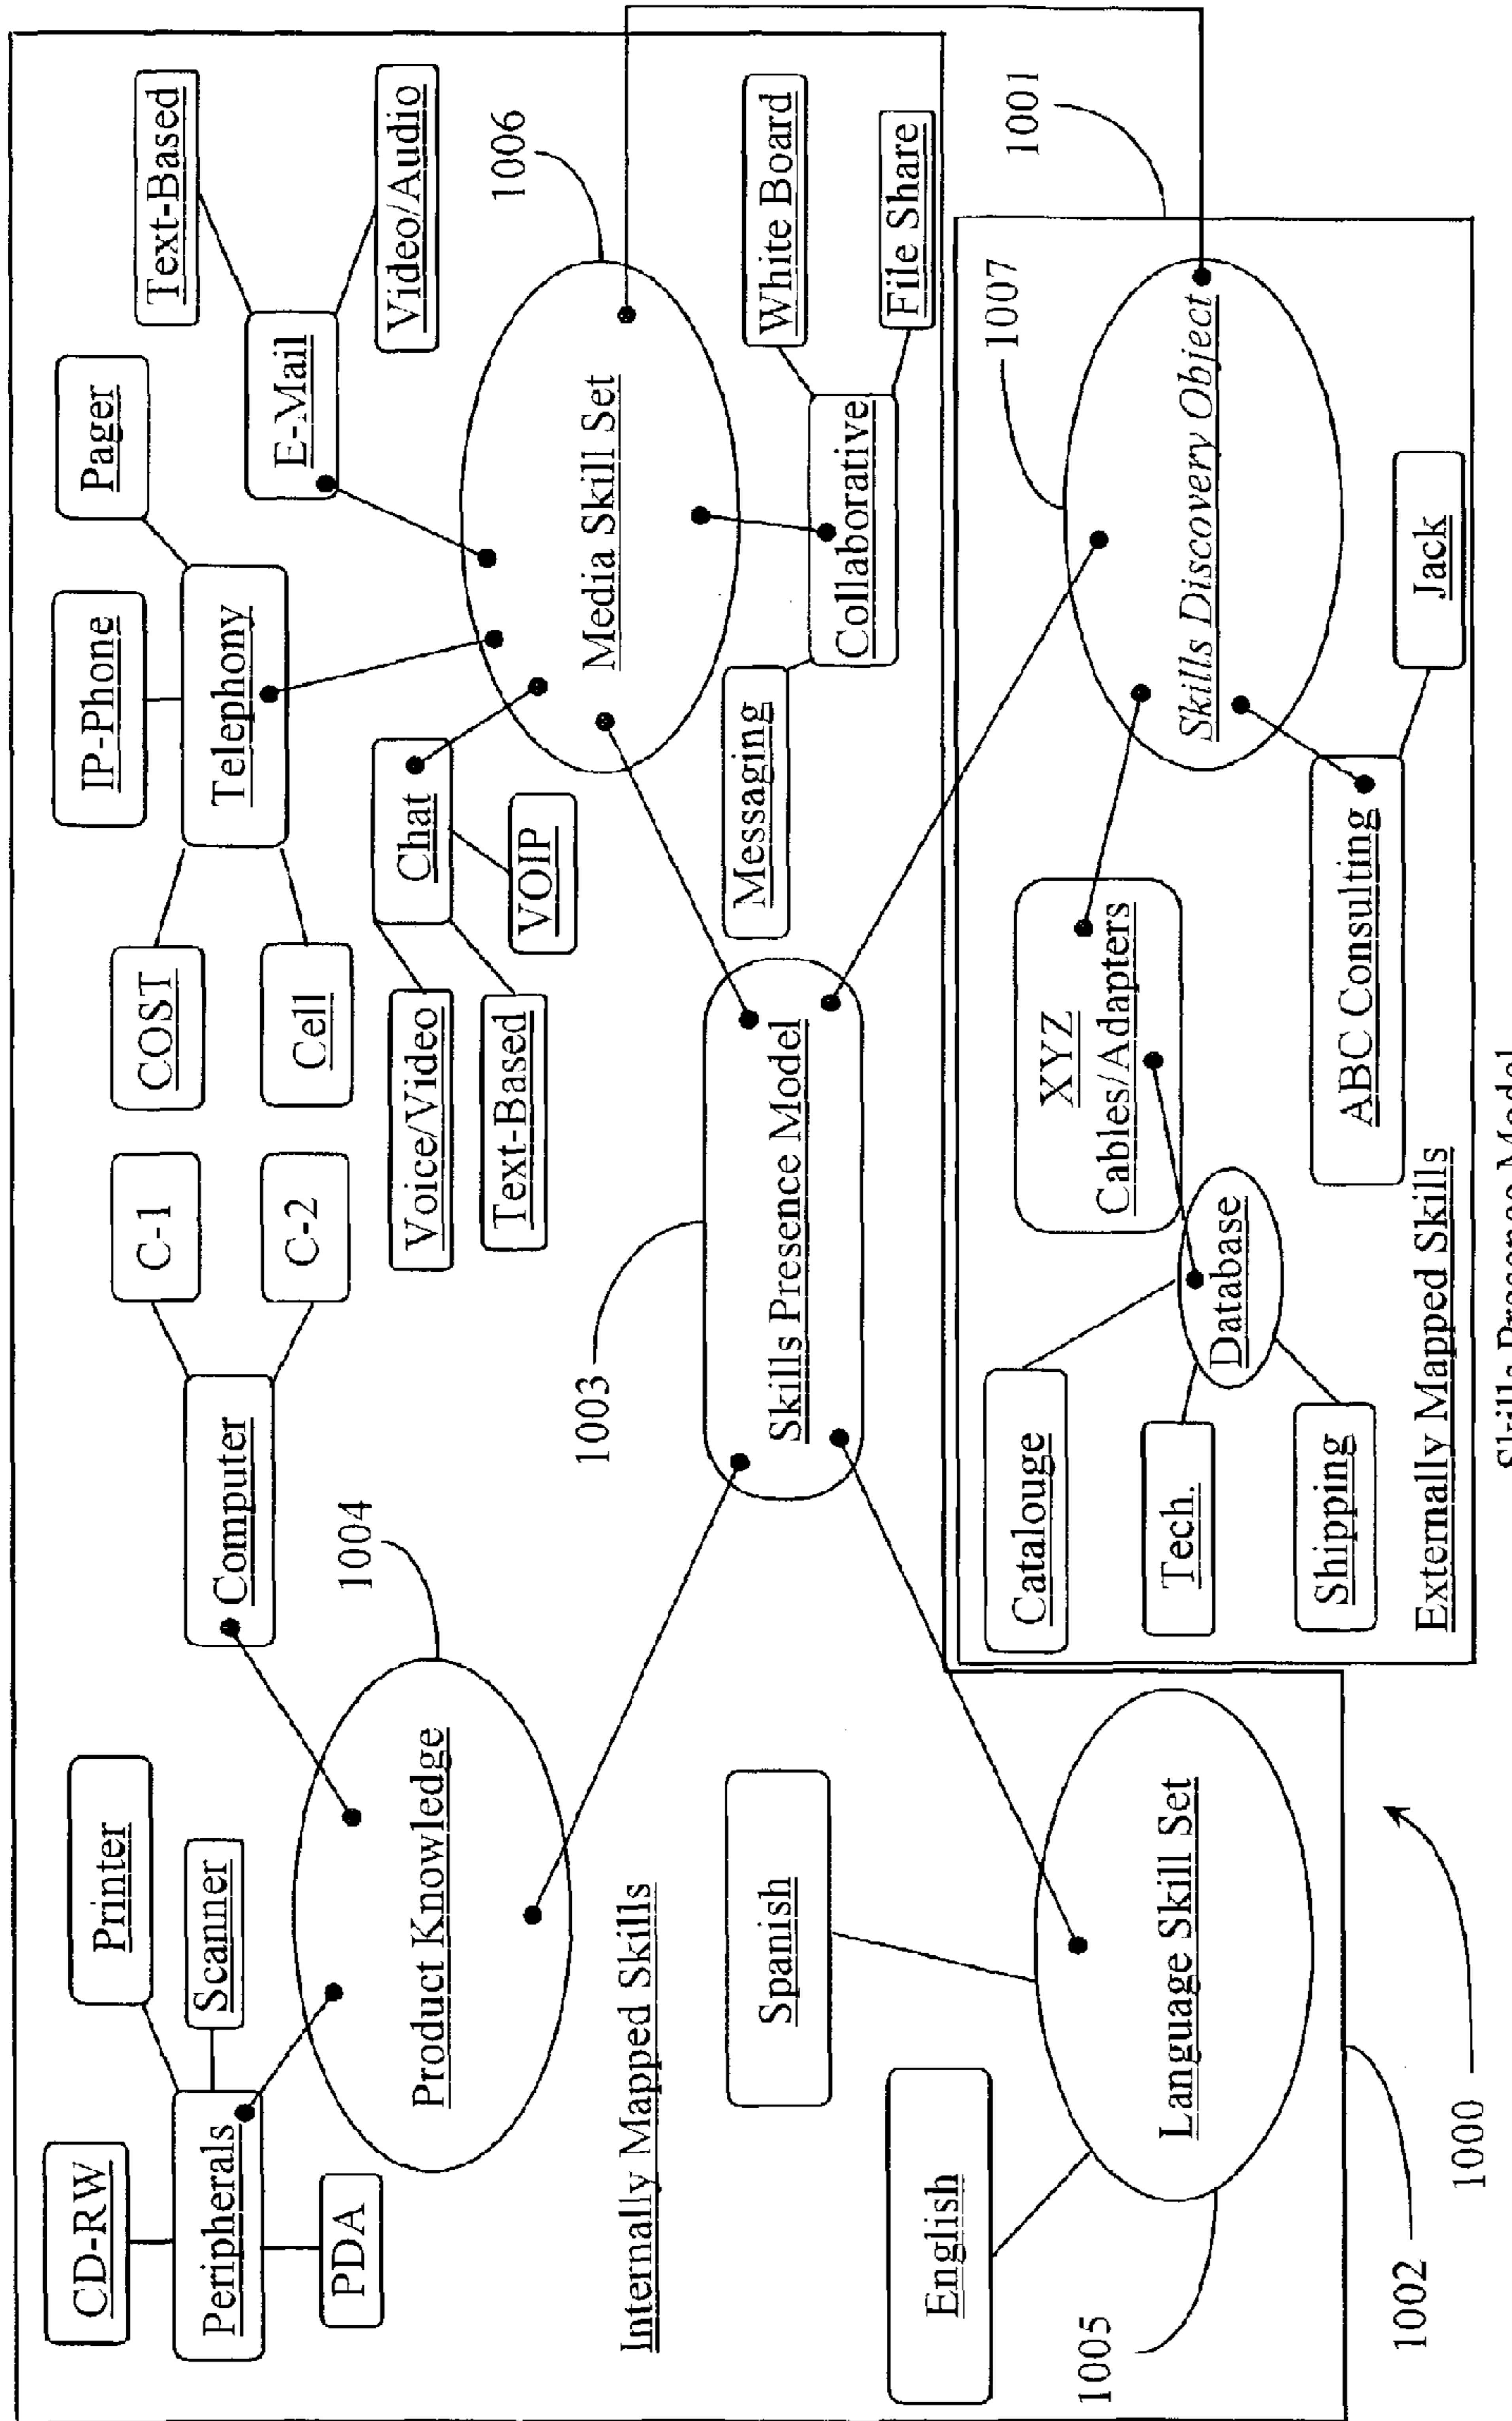 CD-RW
Printer
Peripherals
Scanner
PDA
Computer
C-1
C-2
COST
Cell
IP-Phone
Telephony
Pager
Text-Based
E-Mail
Video/Audio
1004
Product Knowledge
Voice/Video
Text-Based
Chat
VOIP
1006
Media Skill Set
Internally Mapped Skills
1003
Skills Presence Model
Messaging
Collaborative
White Board
File Share
Spanish
English
Language Skill Set
1005
1002
1000
1007
1001
Skills Discovery Object
XYZ
Cables/Adapters
Catalouge
Tech.
Database
Shipping
ABC Consulting
Jack
Externally Mapped Skills
Skills Presence Model